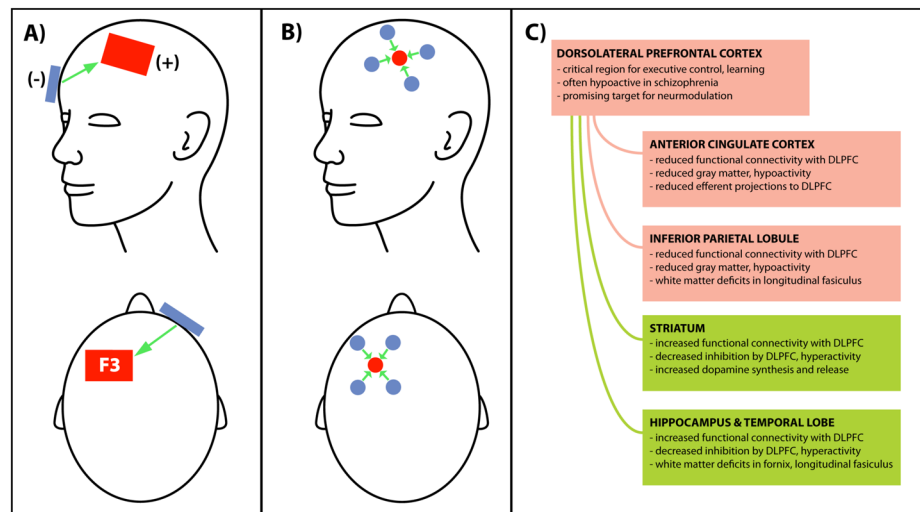 A)
(-)
(+)
F3
B)
C)
DORSOLATERAL PREFRONTAL CORTEX
- critical region for executive control, learning
- often hypoactive in schizophrenia
- promising target for neurmodulation
ANTERIOR CINGULATE CORTEX
- reduced functional connectivity with DLPFC
- reduced gray matter, hypoactivity
- reduced efferent projections to DLPFC
INFERIOR PARIETAL LOBULE
- reduced functional connectivity with DLPFC
- reduced gray matter, hypoactivity
- white matter deficits in longitudinal fasiculus
STRIATUM
- increased functional connectivity with DLPFC
- decreased inhibition by DLPFC, hyperactivity
- increased dopamine synthesis and release
HIPPOCAMPUS & TEMPORAL LOBE
- increased functional connectivity with DLPFC
- decreased inhibition by DLPFC, hyperactivity
- white matter deficits in fornix, longitudinal fasiculus